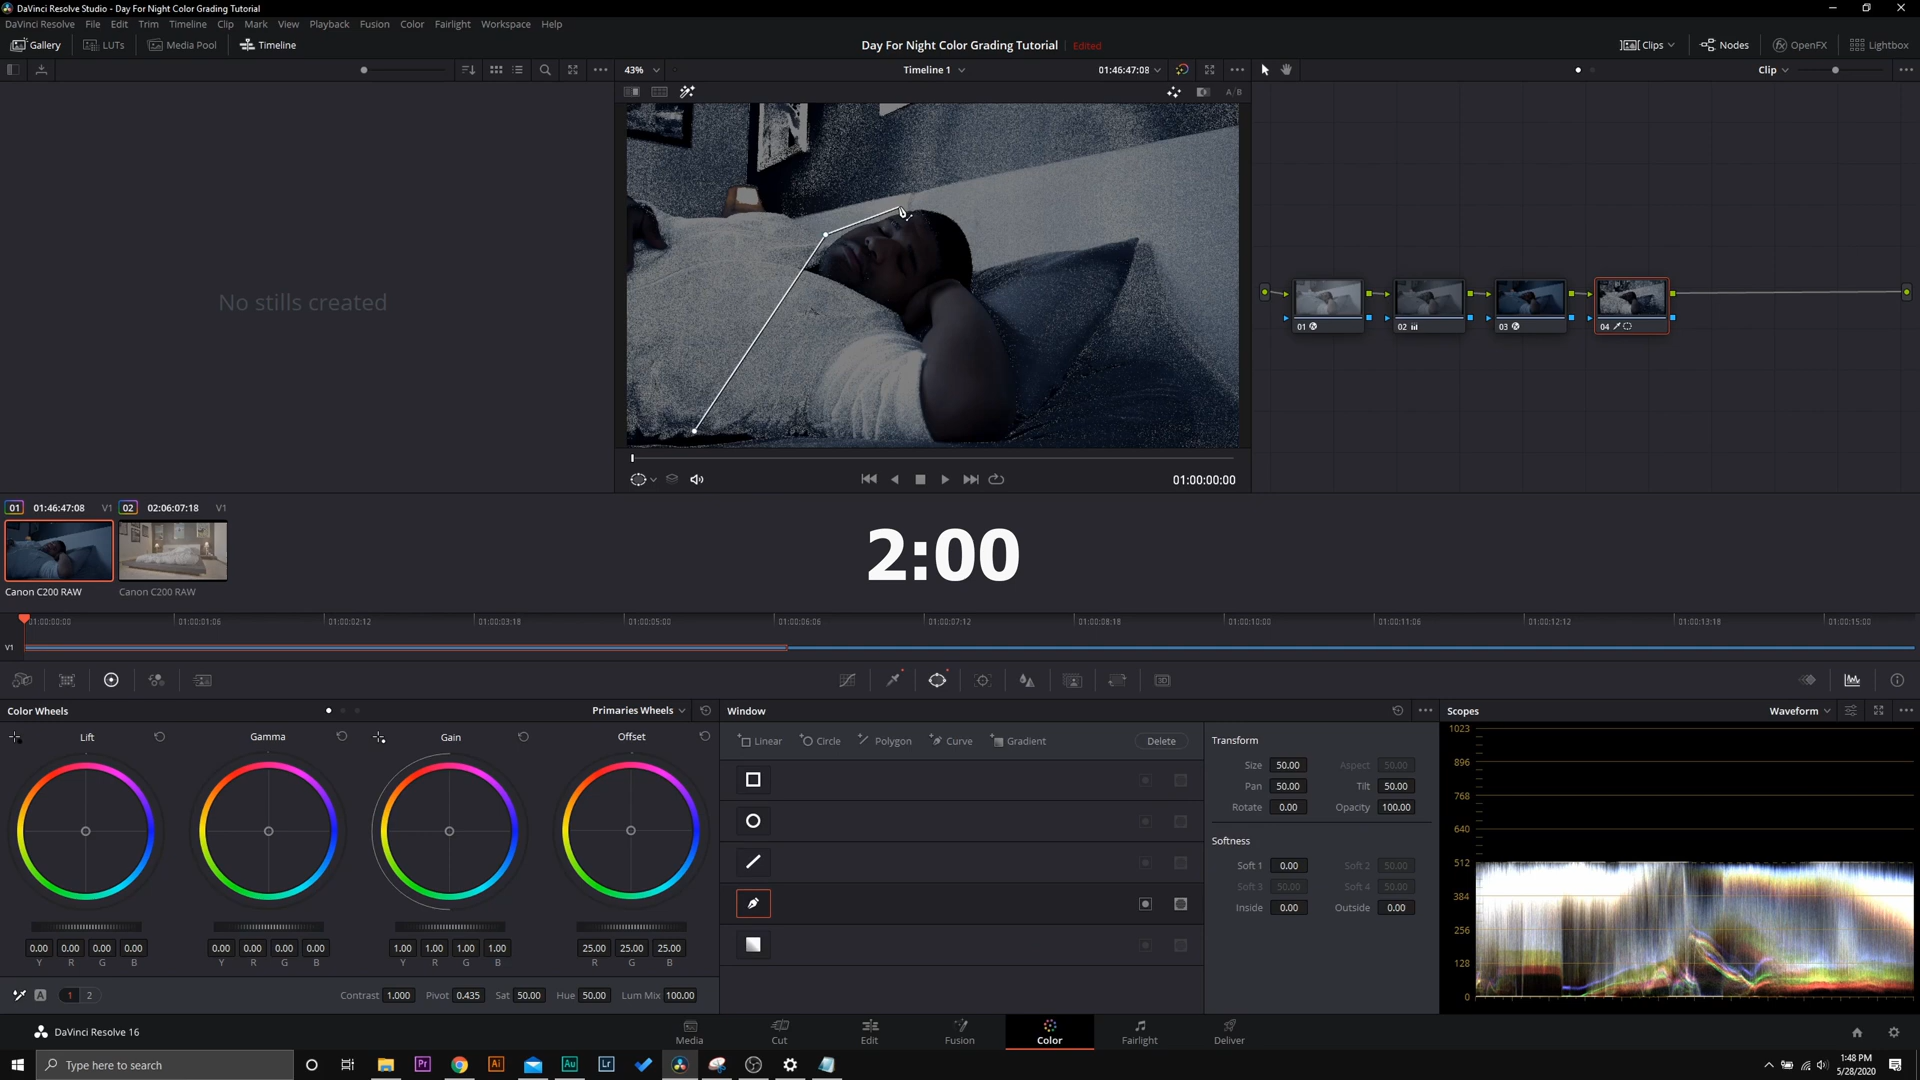 DaVinci Resolve Studio - Day For Night Color Grading Tutorial
DaVinci Resolve File Edit Trim Timeline Clip Mark View Playback Fusion Color Fairlight Workspace Help
Gallery LUTs Media Pool Timeline Day For Night Color Grading Tutorial Edited Clips Nodes OpenFX Lightbox
43% Timeline 1 01:46:47:08 Clip
A/B
No stills created
01 02 03 04
01:00:00:00
01 01:46:47:08 V1 02 02:06:07:18 V1
2:00
Canon C200 RAW Canon C200 RAW
01:00:00:00 01:00:01:06 01:00:02:12 01:00:03:18 01:00:05:00 01:00:06:06 01:00:07:12 01:00:08:18 01:00:10:00 01:00:11:06 01:00:12:12 01:00:13:18 01:00:15:00
V1
3D
Color Wheels Primaries Wheels Window Scopes Waveform
Lift Gamma Gain Offset
Linear Circle Polygon Curve Gradient Delete
Transform
Size 50.00 Aspect 50.00
Pan 50.00 Tilt 50.00
Rotate 0.00 Opacity 100.00
Softness
Soft 1 0.00 Soft 2 50.00
Soft 3 50.00 Soft 4 50.00
Inside 0.00 Outside 0.00
1023
896
768
640
512
384
256
128
0
0.00 0.00 0.00 0.00 0.00 0.00 0.00 0.00 1.00 1.00 1.00 1.00 25.00 25.00 25.00
Y R G B Y R G B Y R G B R G B
A 1 2 Contrast 1.000 Pivot 0.435 Sat 50.00 Hue 50.00 Lum Mix 100.00
DaVinci Resolve 16 Media Cut Edit Fusion Color Fairlight Deliver
Type here to search Pr Ai Au Lr
1:48 PM
5/28/2020